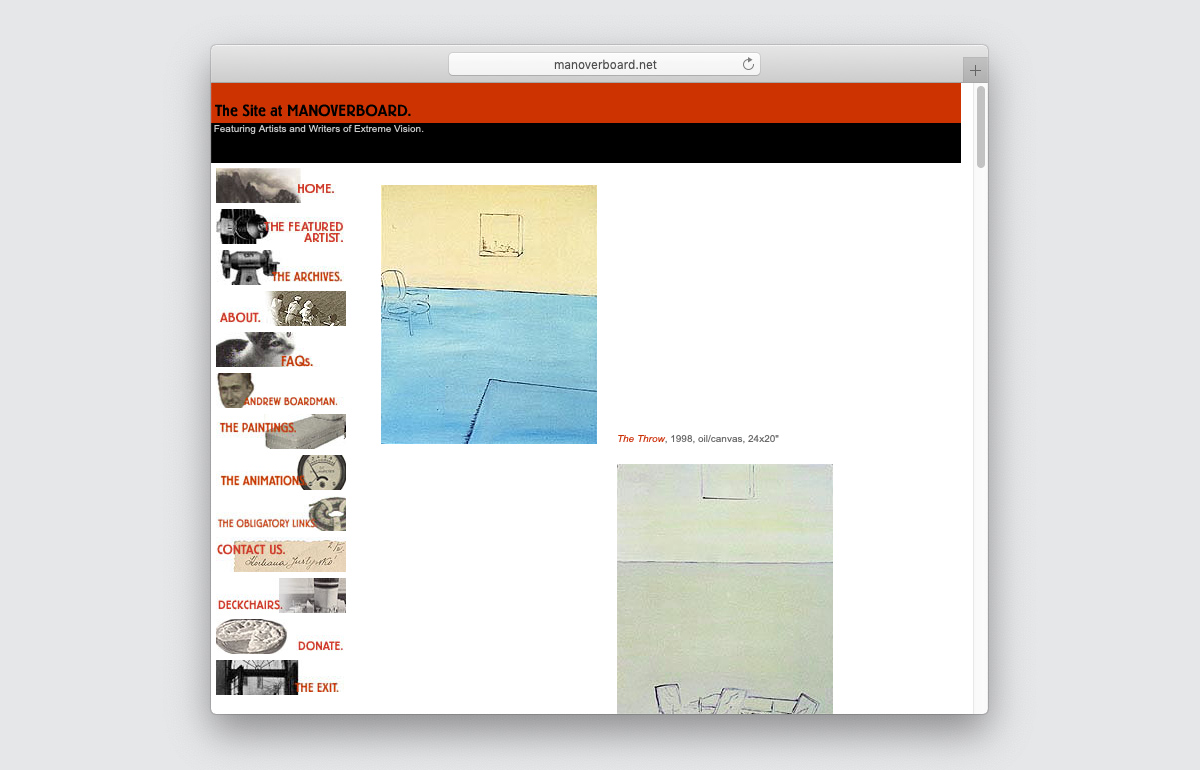 manoverboard.net
The Site at MANOVERBOARD.
Featuring Artists and Writers of Extreme Vision.
HOME.
THE FEATURED
ARTIST.
THE ARCHIVES.
ABOUT.
FAQs.
ANDREW BOARDMAN.
THE PAINTINGS.
THE ANIMATIONS
THE OBLIGATORY LINKS.
CONTACT US.
DECKCHAIRS.
DONATE.
THE EXIT.
The Throw, 1998, oil/canvas, 24x20"